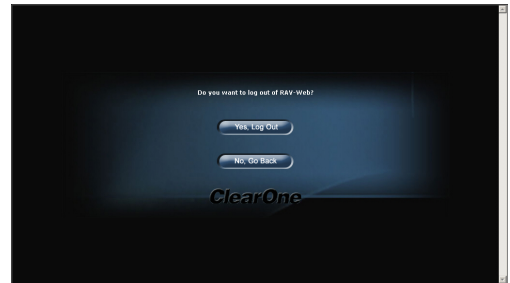 Do you want to log out of RAV-Web?
Yes, Log Out
No, Go Back
ClearOne